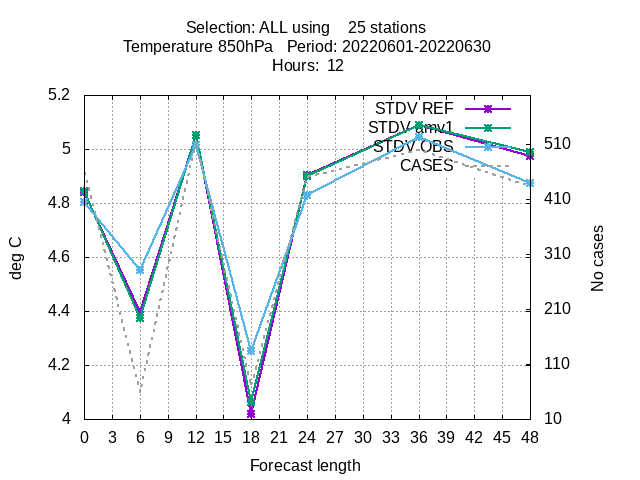 Selection: ALL using 25 stations
Temperature 850hPa Period: 20220601-20220630
Hours: 12
5.2
5
4.8
4.6
4.4
4.2
4
510
410
310
210
110
10
STDV REF
STDV amv1
STDV OBS
CASES
deg C
No cases
0 3 6 9 12 15 18 21 24 27 30 33 36 39 42 45 48
Forecast length